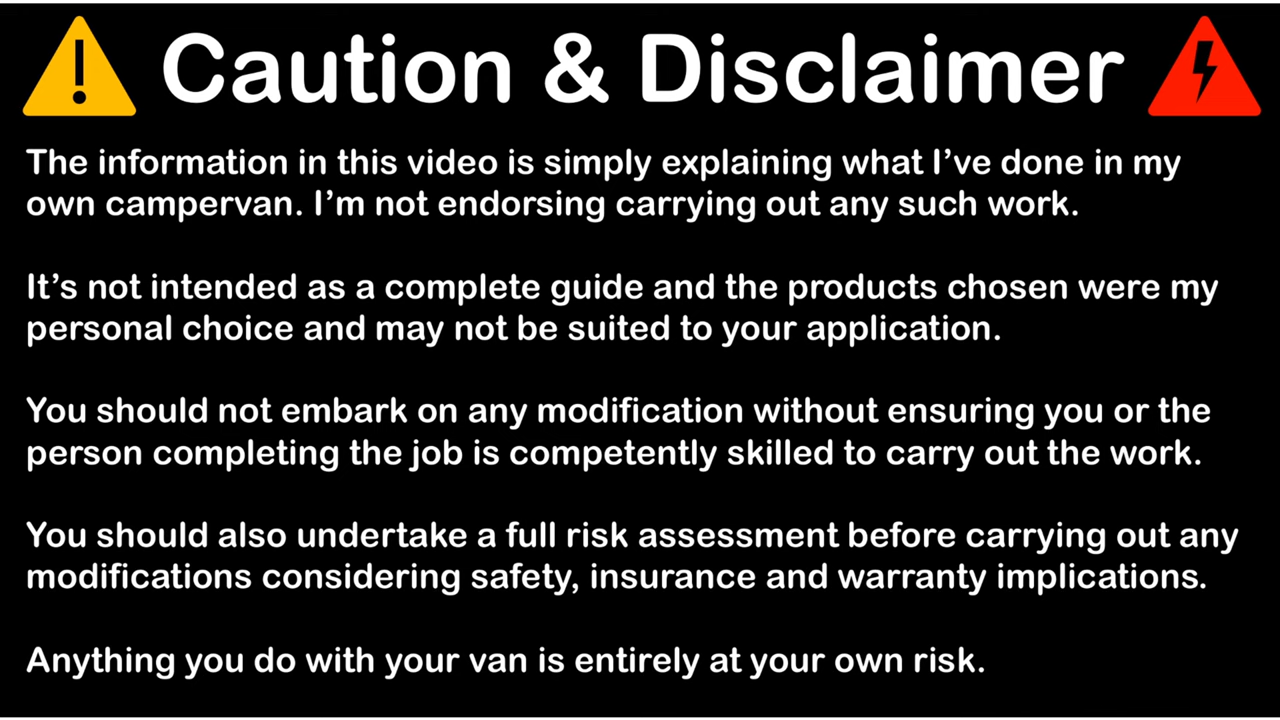 Caution & Disclaimer
The information in this video is simply explaining what I’ve done in my
own campervan. I’m not endorsing carrying out any such work.
It’s not intended as a complete guide and the products chosen were my
personal choice and may not be suited to your application.
You should not embark on any modification without ensuring you or the
person completing the job is competently skilled to carry out the work.
You should also undertake a full risk assessment before carrying out any
modifications considering safety, insurance and warranty implications.
Anything you do with your van is entirely at your own risk.